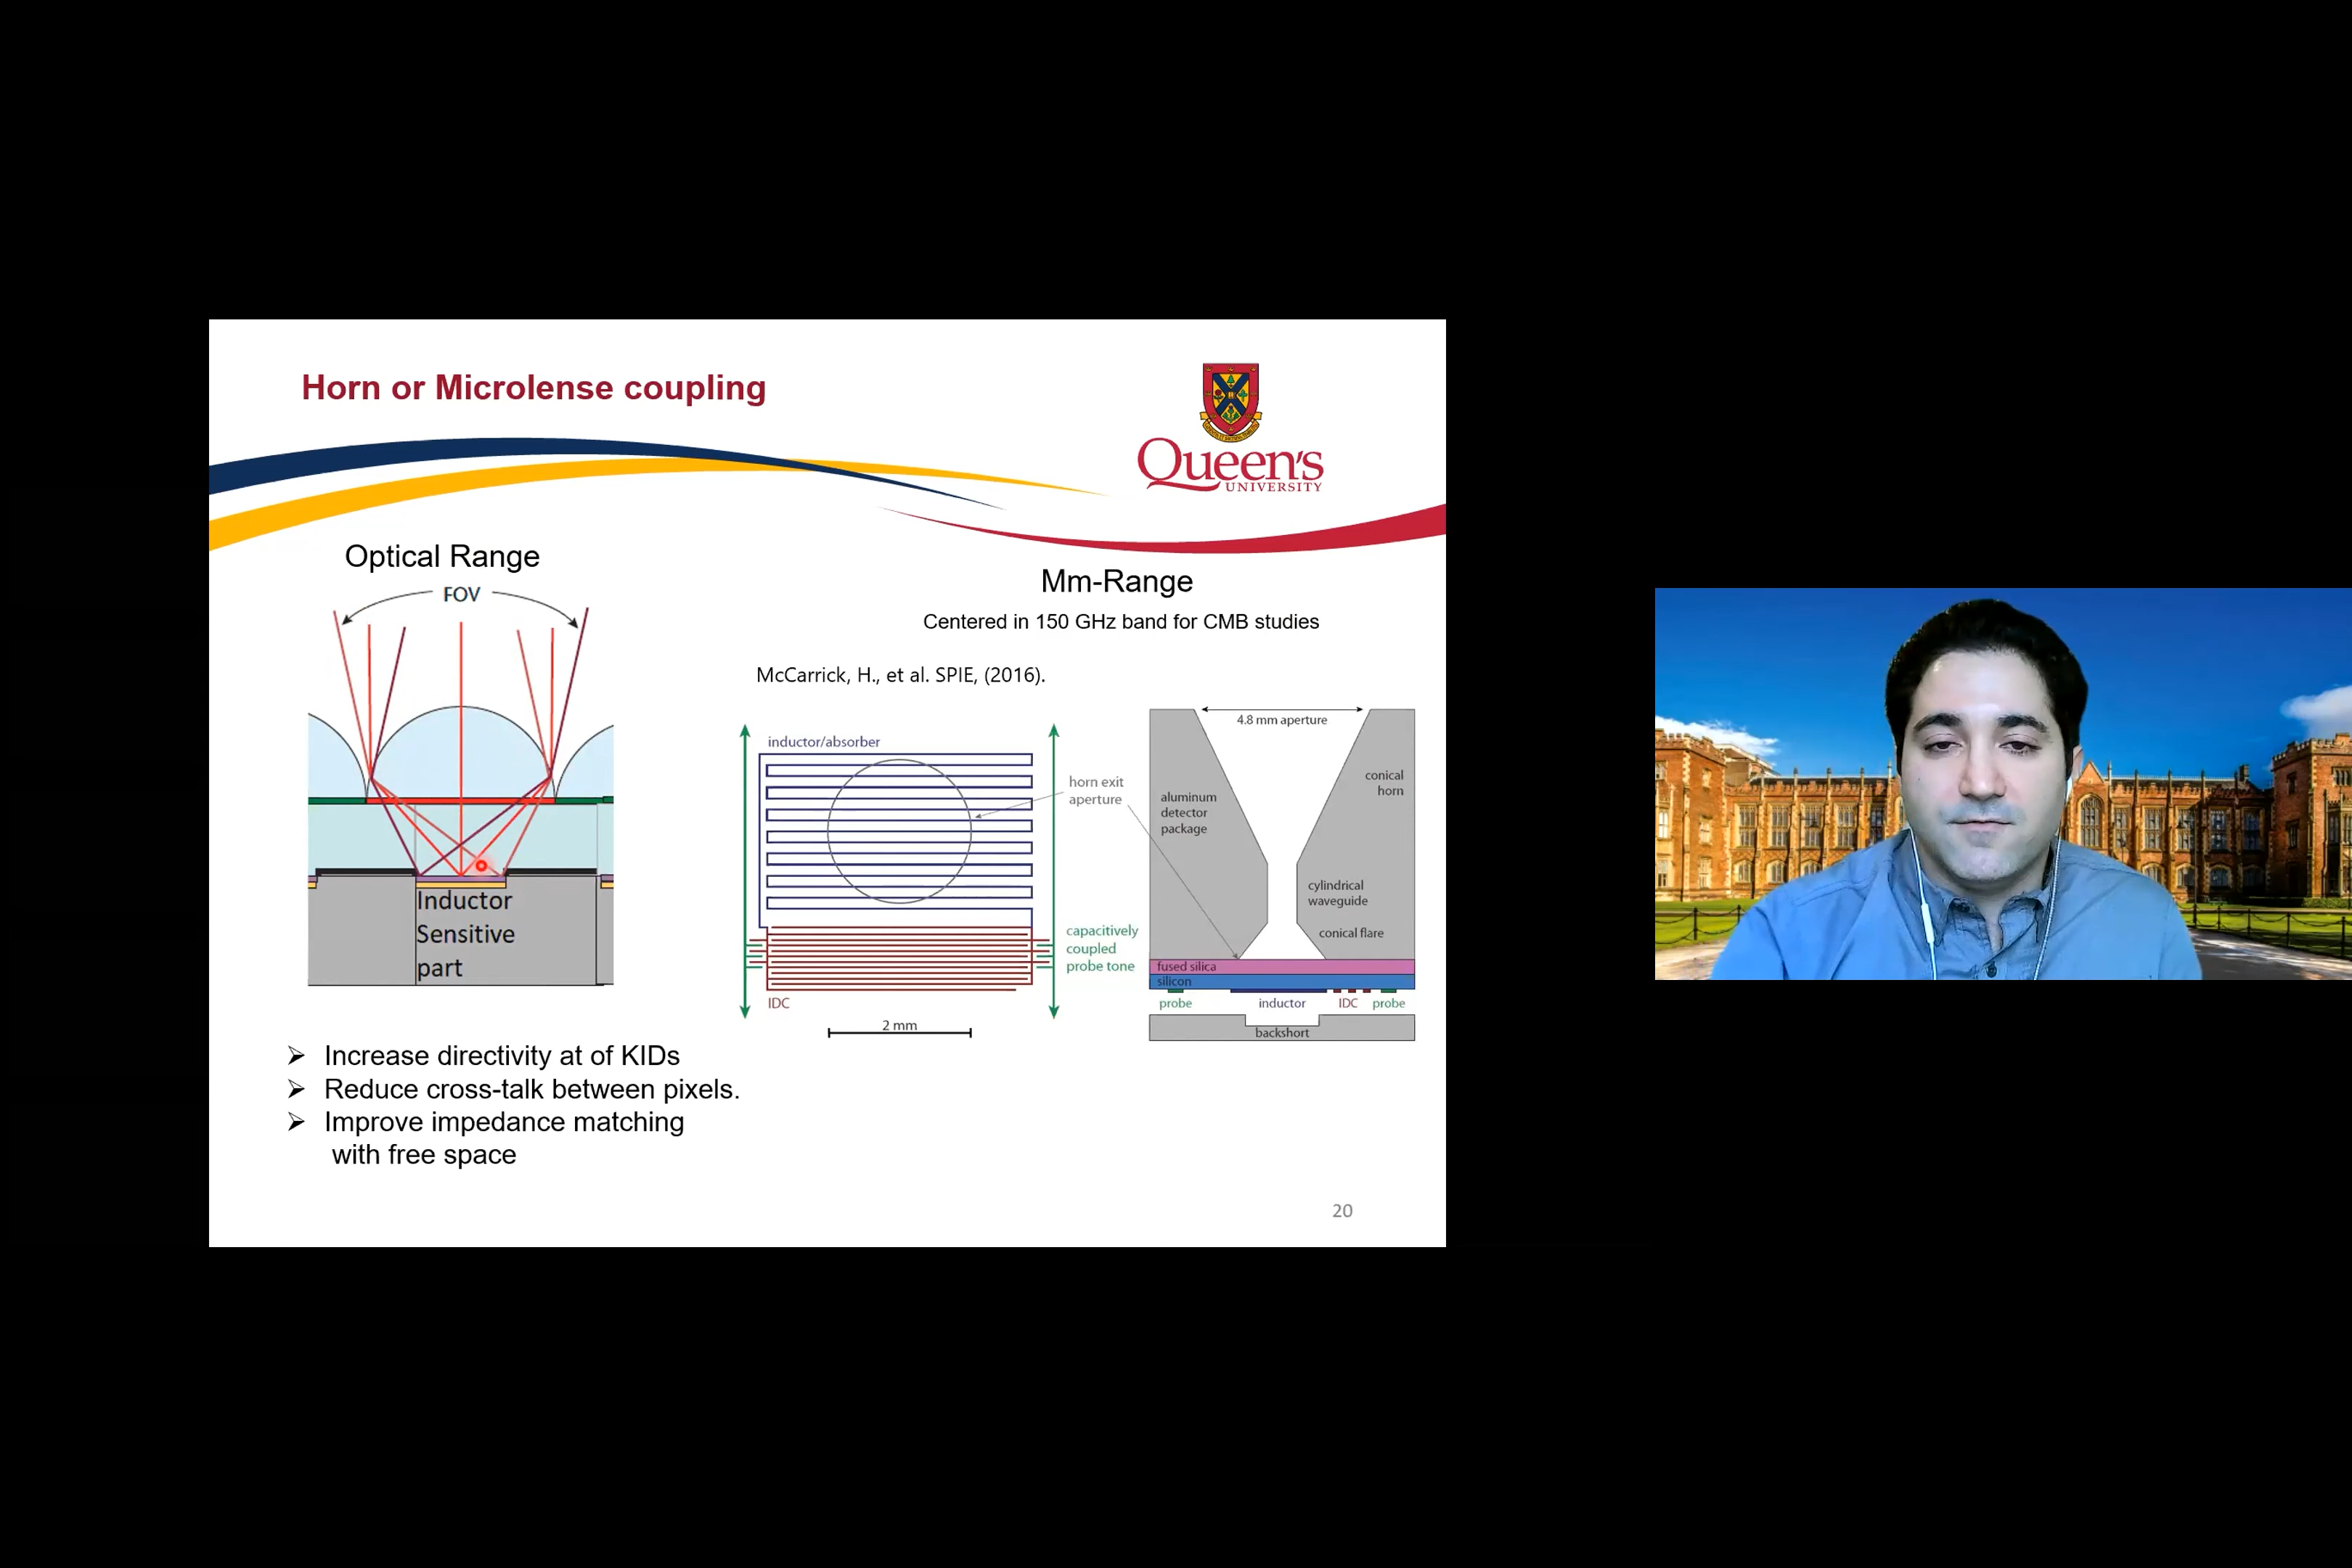 Horn or Microlense coupling
Queen's
UNIVERSITY
Optical Range
FOV
Inductor
Sensitive
part
Mm-Range
Centered in 150 GHz band for CMB studies
McCarrick, H., et al. SPIE, (2016).
inductor/absorber
horn exit
aperture
capacitively
coupled
probe tone
IDC
2 mm
4.8 mm aperture
conical
horn
aluminum
detector
package
cylindrical
waveguide
conical flare
fused silica
silicon
probe
inductor
IDC
probe
backshort
➢ Increase directivity at of KIDs
➢ Reduce cross-talk between pixels.
➢ Improve impedance matching
with free space
20